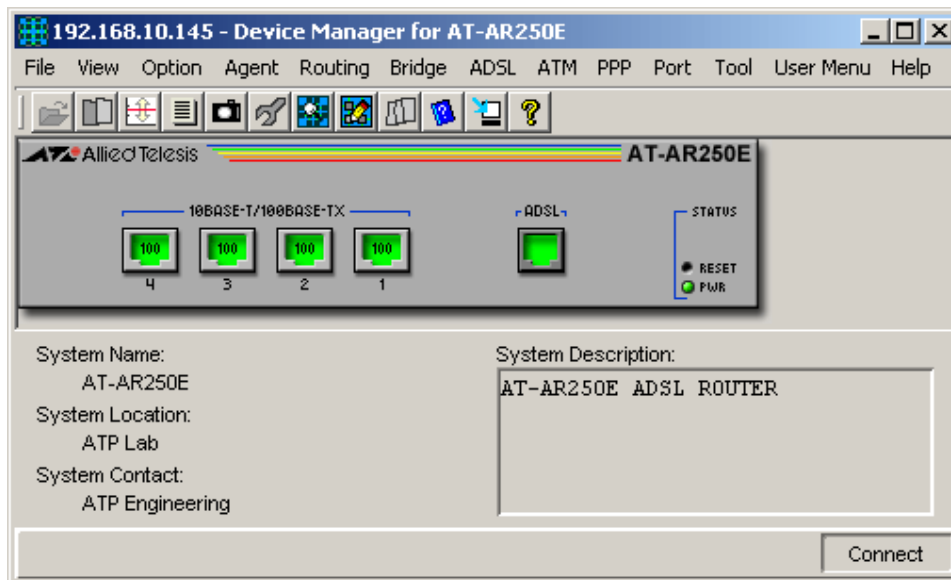 192.168.10.145 - Device Manager for AT-AR250E
File View Option Agent Routing Bridge ADSL ATM PPP Port Tool User Menu Help
Allied Telesis
AT-AR250E
10BASE-T/100BASE-TX
ADSL
STATUS
100 100 100 100
4 3 2 1
RESET
PWR
System Name:
AT-AR250E
System Location:
ATP Lab
System Contact:
ATP Engineering
System Description:
AT-AR250E ADSL ROUTER
Connect